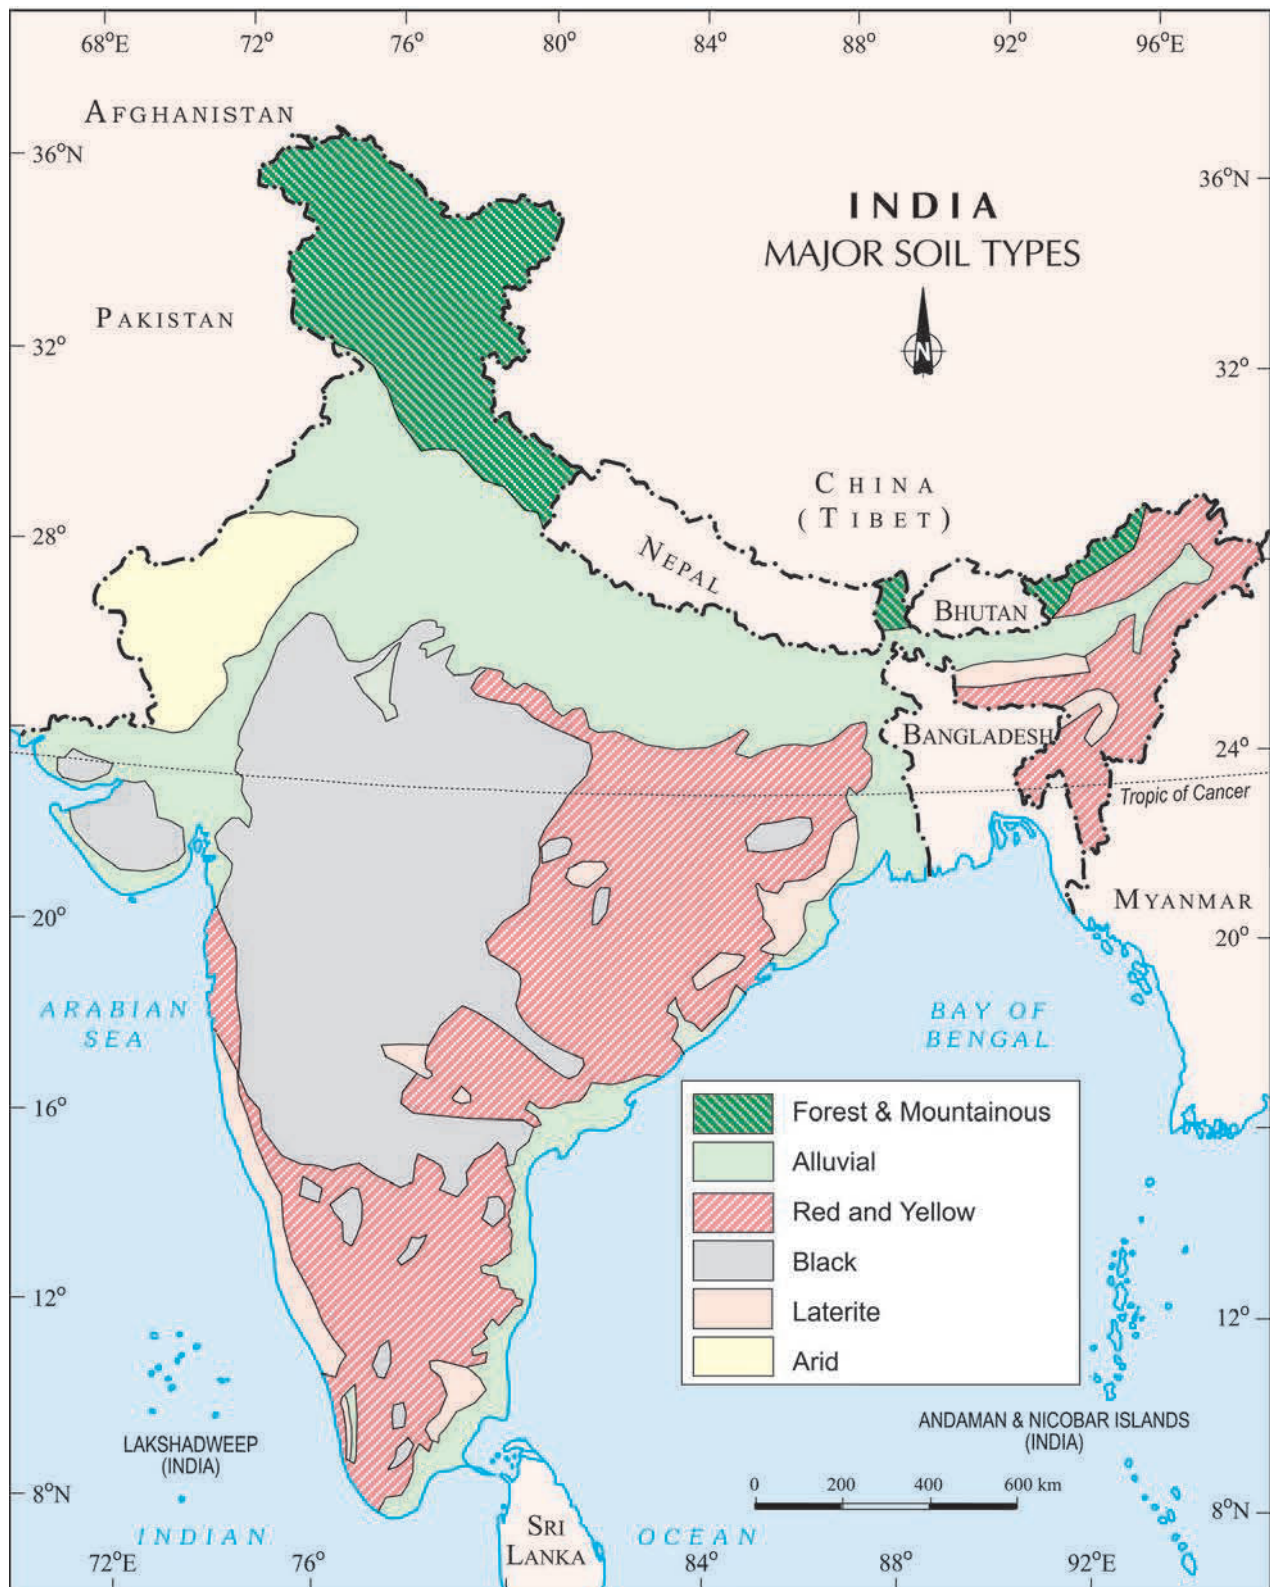 68°E 72° 76° 80° 84° 88° 92° 96°E
AFGHANISTAN
36°N
36°N
INDIA
MAJOR SOIL TYPES
PAKISTAN
N
32°
32°
CHINA
(TIBET)
28°
28°
NEPAL
BHUTAN
BANGLADESH
24°
Tropic of Cancer
MYANMAR
20°
20°
ARABIAN
SEA
BAY OF
BENGAL
16°
Forest & Mountainous
Alluvial
Red and Yellow
Black
Laterite
Arid
12°
12°
LAKSHADWEEP
(INDIA)
ANDAMAN & NICOBAR ISLANDS
(INDIA)
8°N
0 200 400 600 km
8°N
SRI
LANKA
INDIAN OCEAN
72°E 76° 84° 88° 92°E